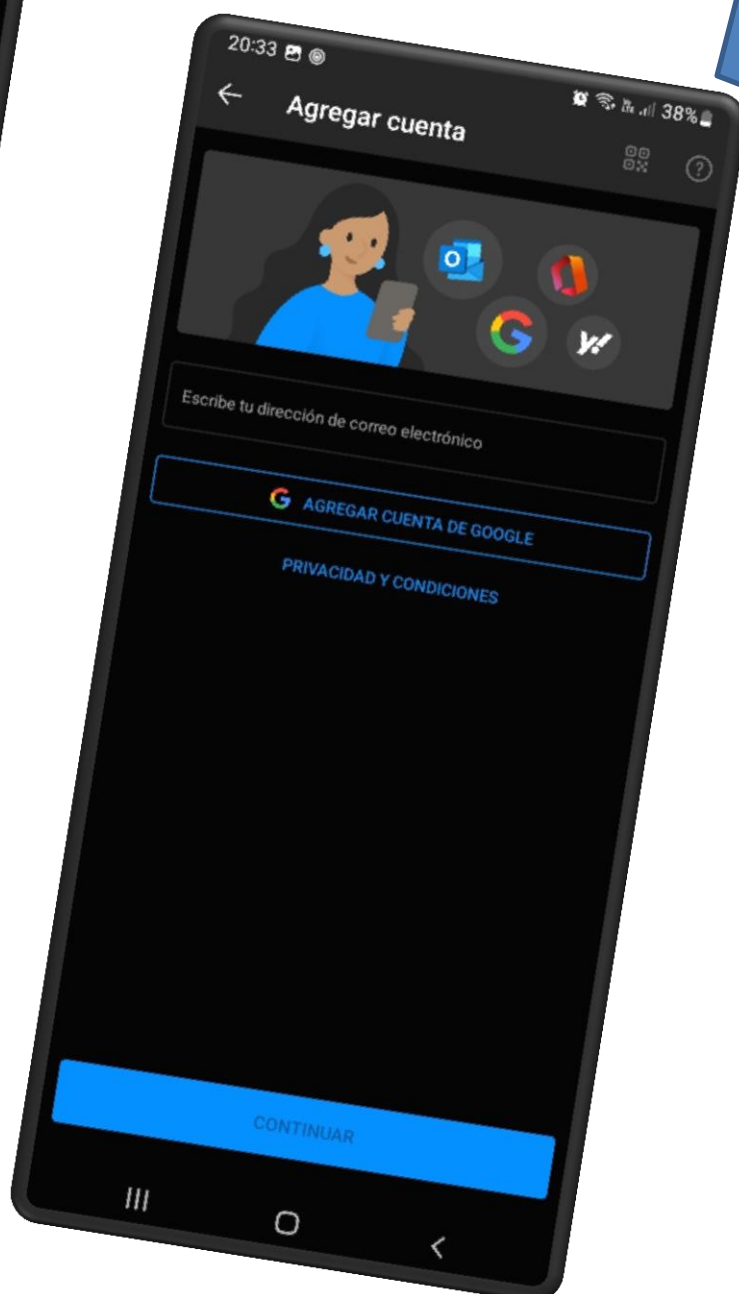 20:33
38%
Agregar cuenta
Escribe tu dirección de correo electrónico
AGREGAR CUENTA DE GOOGLE
PRIVACIDAD Y CONDICIONES
CONTINUAR